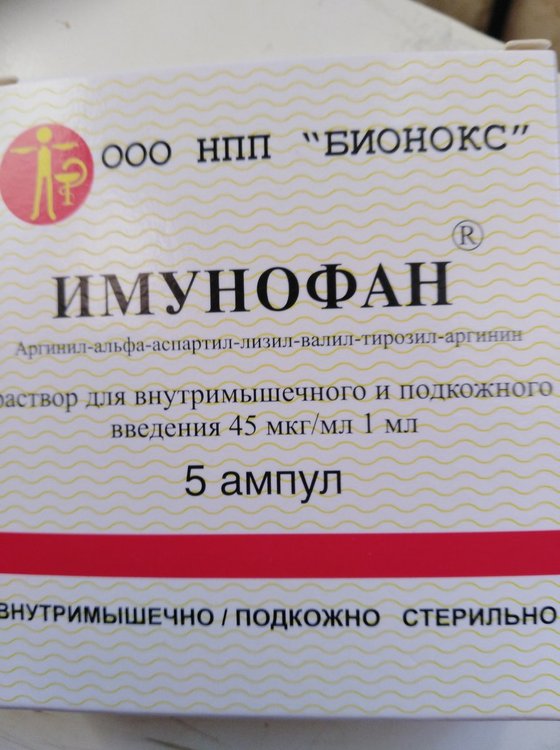 ООО НПП "БИОНОКС"
ИМУНОФАН®
Аргинил-альфа-аспартил-лизил-валил-тирозил-аргинин
раствор для внутримышечного и подкожного
введения 45 мкг/мл 1 мл
5 ампул
ВНУТРИМЫШЕЧНО / ПОДКОЖНО СТЕРИЛЬНО